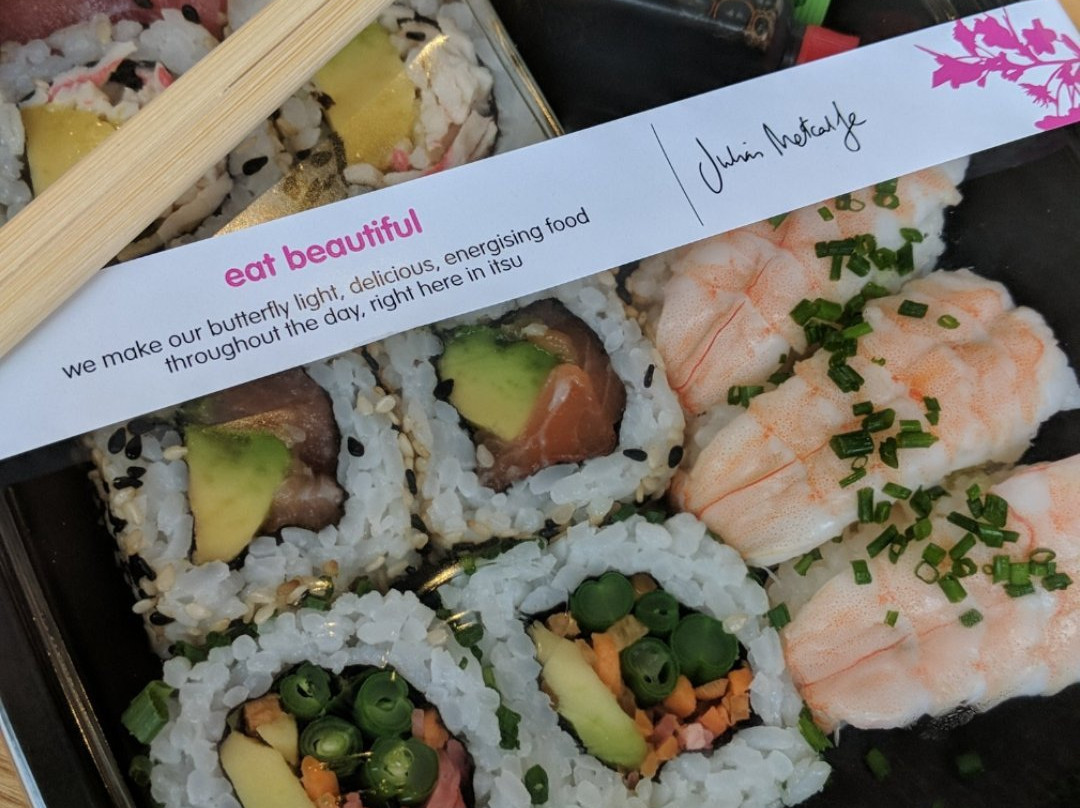 eat beautiful
we make our butterfly light, delicious, energising food
throughout the day, right here in itsu
Julian Metcalfe